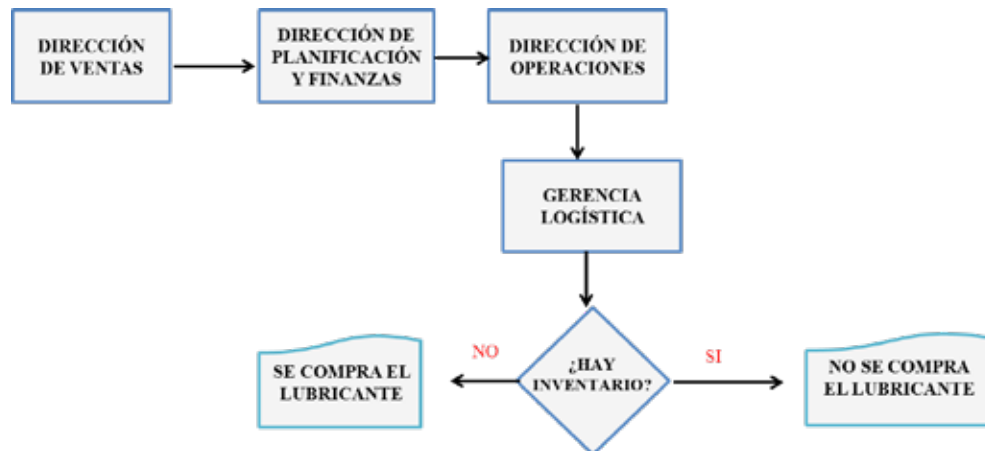 DIRECCIÓN
DE VENTAS
DIRECCIÓN DE
PLANIFICACIÓN
Y FINANZAS
DIRECCIÓN DE
OPERACIONES
GERENCIA
LOGÍSTICA
¿HAY
INVENTARIO?
NO
SE COMPRA EL
LUBRICANTE
SI
NO SE COMPRA
EL LUBRICANTE